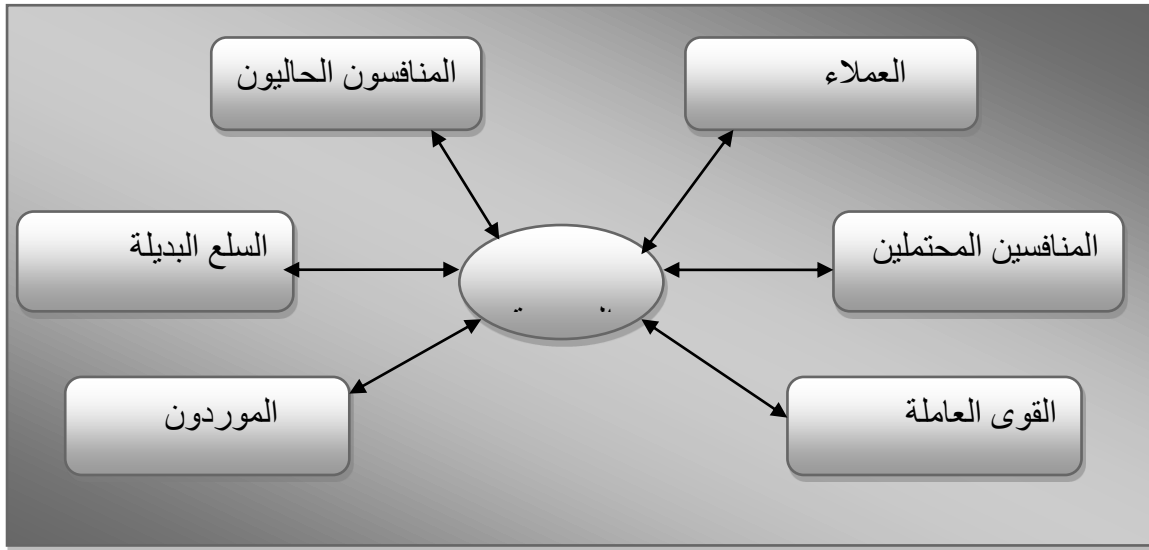 العملاء
المنافسون الحاليون
المنافسين المحتملين
السلع البديلة
القوى العاملة
الموردون